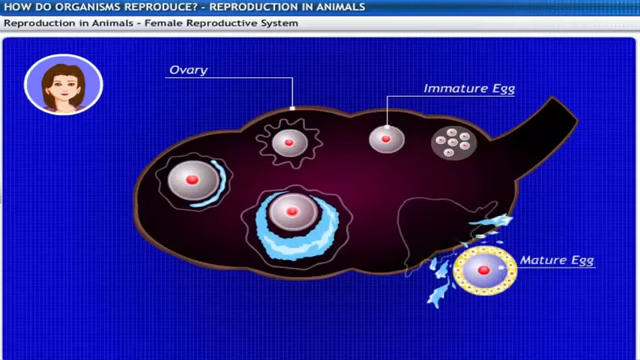 HOW DO ORGANISMS REPRODUCE? - REPRODUCTION IN ANIMALS
Reproduction in Animals - Female Reproductive System
Ovary
Immature Egg
Mature Egg